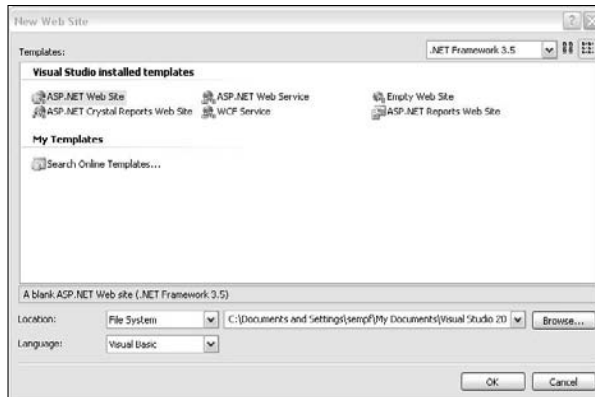 New Web Site
Templates:
.NET Framework 3.5
Visual Studio installed templates
ASP.NET Web Site
ASP.NET Web Service
Empty Web Site
ASP.NET Crystal Reports Web Site
WCF Service
ASP.NET Reports Web Site
My Templates
Search Online Templates...
A blank ASP.NET Web site (.NET Framework 3.5)
Location:
File System
C:\Documents and Settings\sempf\My Documents\Visual Studio 20
Browse...
Language:
Visual Basic
OK
Cancel